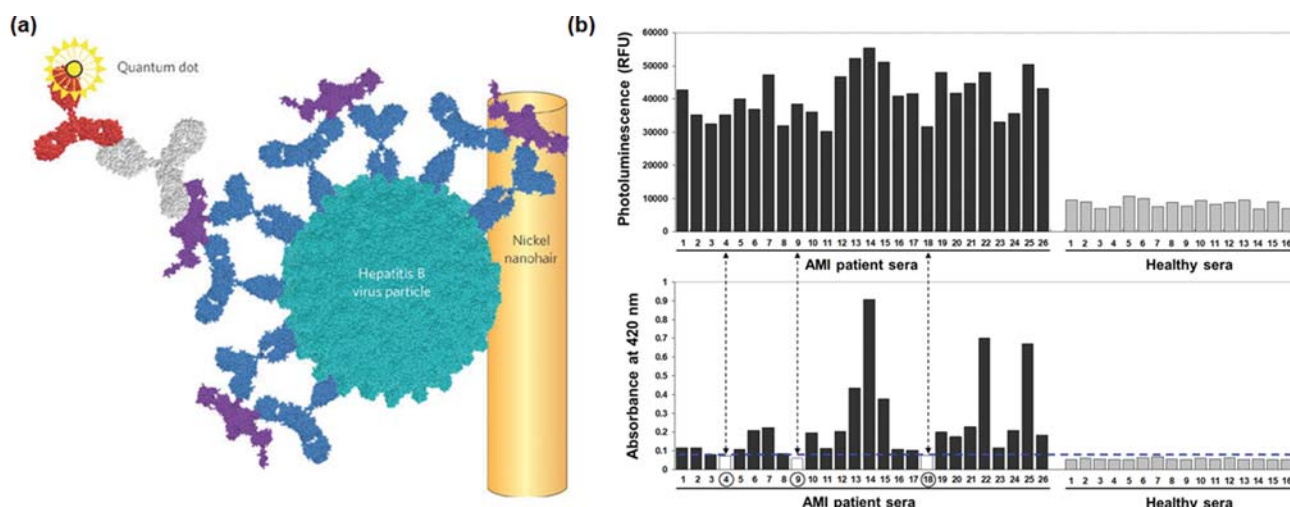 (a)
Quantum dot
Hepatitis B
virus particle
Nickel
nanohair
(b)
Photoluminescence (RFU)
60000
50000
40000
30000
20000
10000
0
1 2 3 4 5 6 7 8 9 10 11 12 13 14 15 16 17 18 19 20 21 22 23 24 25 26
1 2 3 4 5 6 7 8 9 10 11 12 13 14 15 16
AMI patient sera
Healthy sera
Absorbance at 420 nm
1
0.9
0.8
0.7
0.6
0.5
0.4
0.3
0.2
0.1
0
1 2 3 4 5 6 7 8 9 10 11 12 13 14 15 16 17 18 19 20 21 22 23 24 25 26
1 2 3 4 5 6 7 8 9 10 11 12 13 14 15 16
AMI patient sera
Healthy sera